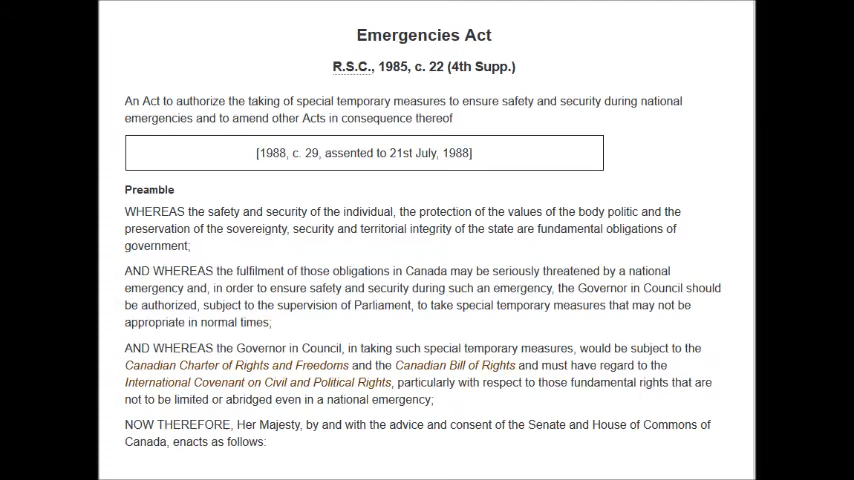 Emergencies Act
R.S.C., 1985, c. 22 (4th Supp.)
An Act to authorize the taking of special temporary measures to ensure safety and security during national
emergencies and to amend other Acts in consequence thereof
[1988, c. 29, assented to 21st July, 1988]
Preamble
WHEREAS the safety and security of the individual, the protection of the values of the body politic and the
preservation of the sovereignty, security and territorial integrity of the state are fundamental obligations of
government;
AND WHEREAS the fulfilment of those obligations in Canada may be seriously threatened by a national
emergency and, in order to ensure safety and security during such an emergency, the Governor in Council should
be authorized, subject to the supervision of Parliament, to take special temporary measures that may not be
appropriate in normal times;
AND WHEREAS the Governor in Council, in taking such special temporary measures, would be subject to the
Canadian Charter of Rights and Freedoms and the Canadian Bill of Rights and must have regard to the
International Covenant on Civil and Political Rights, particularly with respect to those fundamental rights that are
not to be limited or abridged even in a national emergency;
NOW THEREFORE, Her Majesty, by and with the advice and consent of the Senate and House of Commons of
Canada, enacts as follows: